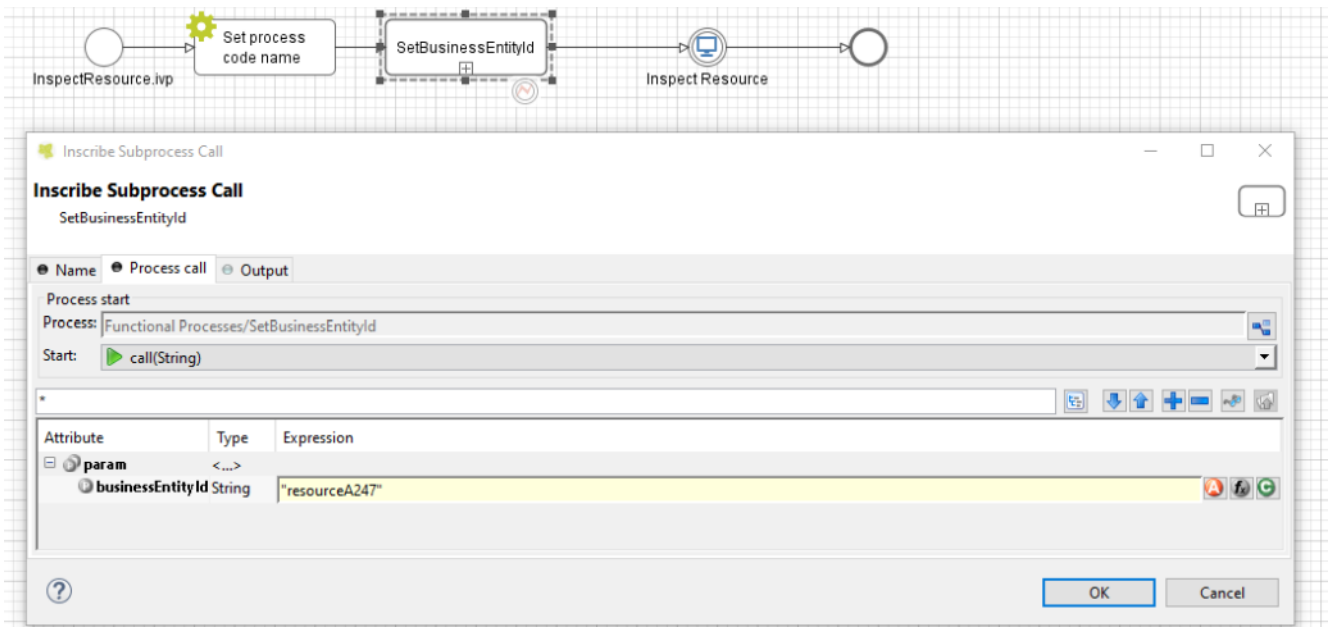 Set process
code name
SetBusinessEntityId
InspectResource.ivp
Inspect Resource
Inscribe Subprocess Call
Inscribe Subprocess Call
SetBusinessEntityId
Name
Process call
Output
Process start
Process: Functional Processes/SetBusinessEntityId
Start: call(String)
*
Attribute Type Expression
param <...>
businessEntityId String "resourceA247"
A fx C
?
OK Cancel